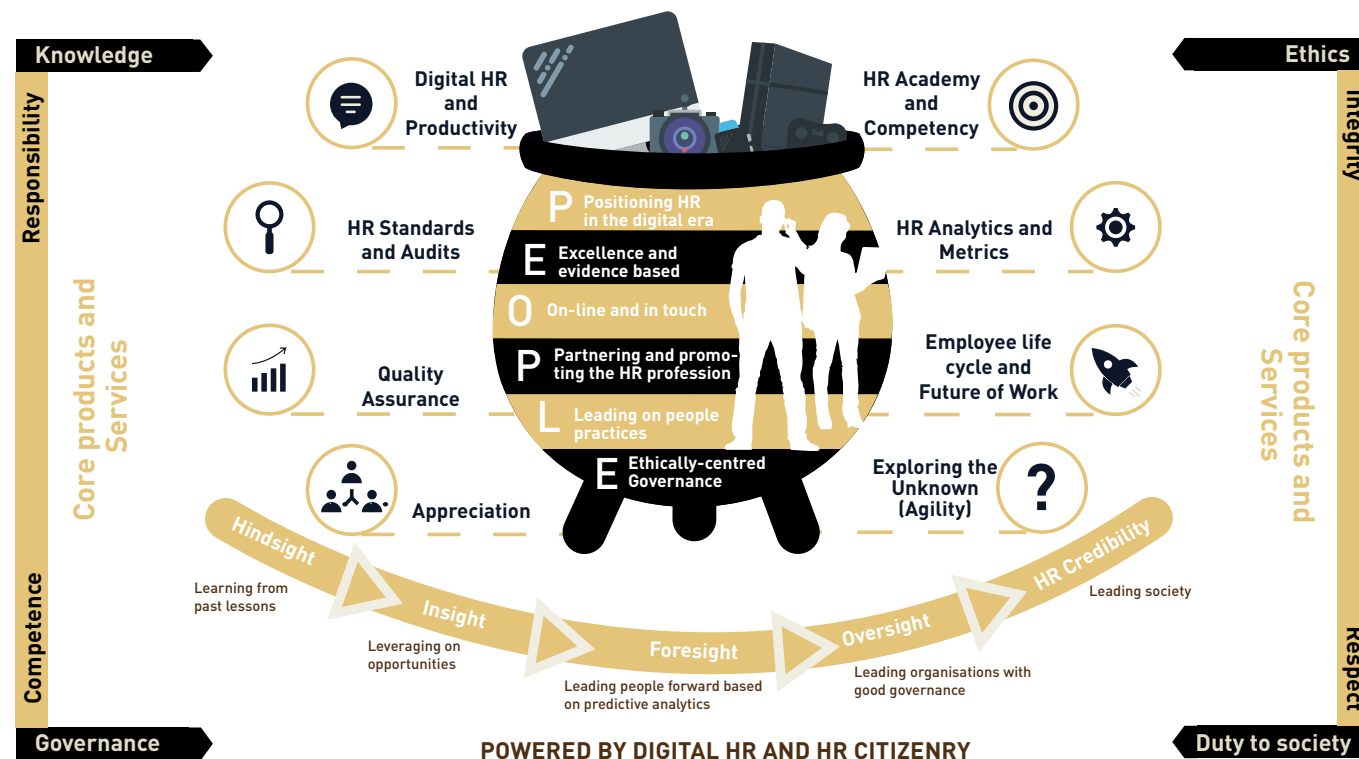 Knowledge
Ethics
Responsibility
Competence
Integrity
Respect
Core products and
Services
Core products and
Services
Digital HR
and
Productivity
HR Academy
and
Competency
HR Standards
and Audits
HR Analytics and
Metrics
Quality
Assurance
Employee life
cycle and
Future of Work
Appreciation
Exploring the
Unknown
(Agility)
?
P Positioning HR
in the digital era
E Excellence and
evidence based
O On-line and in touch
P Partnering and promo-
ting the HR profession
L Leading on people
practices
E Ethically-centred
Governance
Hindsight
Learning from
past lessons
Insight
Leveraging on
opportunities
Foresight
Leading people forward based
on predictive analytics
Oversight
Leading organisations with
good governance
HR Credibility
Leading society
Governance
Duty to society
POWERED BY DIGITAL HR AND HR CITIZENRY